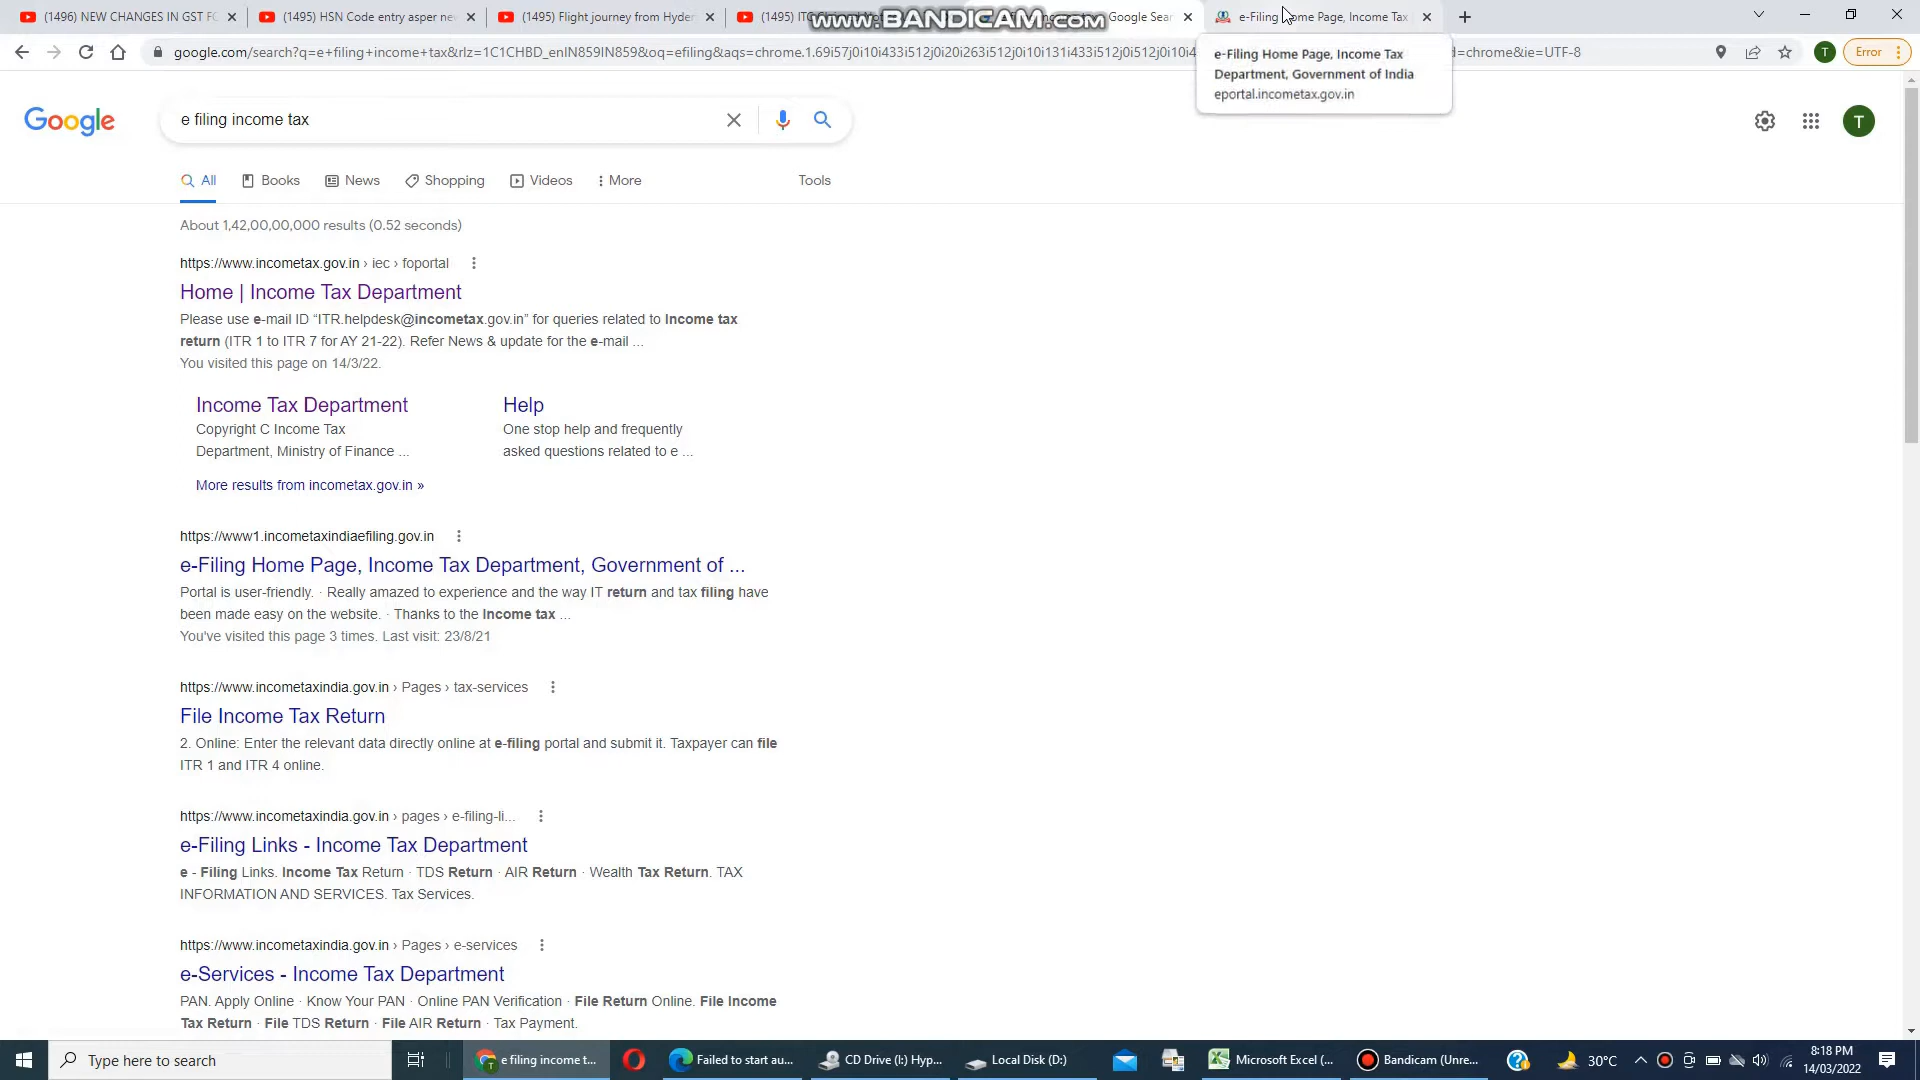 (1496) NEW CHANGES IN GST
(1495) HSN Code entry asper
(1495) Flight journey from Hyder
(1495)
Google Sear
e-Filing Home Page, Income Tax
www.BANDICAM.com
google.com/search?q=e+filing+income+tax&rlz=1C1CHBD_enIN859IN859&oq=efiling&aqs=chrome.1.69i57j0i10i433i512j0i20i263i512j0i10i131i433i512j0i512j0i10i4
d=chrome&ie=UTF-8
T
Error
e-Filing Home Page, Income Tax
Department, Government of India
eportal.incometax.gov.in
Google
e filing income tax
T
All
Books
News
Shopping
Videos
More
Tools
About 1,42,00,00,000 results (0.52 seconds)
https://www.incometax.gov.in › iec › foportal
Home | Income Tax Department
Please use e-mail ID “ITR.helpdesk@incometax.gov.in” for queries related to Income tax
return (ITR 1 to ITR 7 for AY 21-22). Refer News & update for the e-mail ...
You visited this page on 14/3/22.
Income Tax Department
Copyright C Income Tax
Department, Ministry of Finance ...
Help
One stop help and frequently
asked questions related to e ...
More results from incometax.gov.in »
https://www1.incometaxindiaefiling.gov.in
e-Filing Home Page, Income Tax Department, Government of ...
Portal is user-friendly. · Really amazed to experience and the way IT return and tax filing have
been made easy on the website. · Thanks to the Income tax ...
You've visited this page 3 times. Last visit: 23/8/21
https://www.incometaxindia.gov.in › Pages › tax-services
File Income Tax Return
2. Online: Enter the relevant data directly online at e-filing portal and submit it. Taxpayer can file
ITR 1 and ITR 4 online.
https://www.incometaxindia.gov.in › pages › e-filing-li...
e-Filing Links - Income Tax Department
e - Filing Links. Income Tax Return · TDS Return · AIR Return · Wealth Tax Return. TAX
INFORMATION AND SERVICES. Tax Services.
https://www.incometaxindia.gov.in › Pages › e-services
e-Services - Income Tax Department
PAN. Apply Online · Know Your PAN · Online PAN Verification · File Return Online. File Income
Tax Return · File TDS Return · File AIR Return · Tax Payment.
Type here to search
e filing income t...
Failed to start au...
CD Drive (I:) Hyp...
Local Disk (D:)
Microsoft Excel (...
Bandicam (Unre...
30°C
8:18 PM
14/03/2022